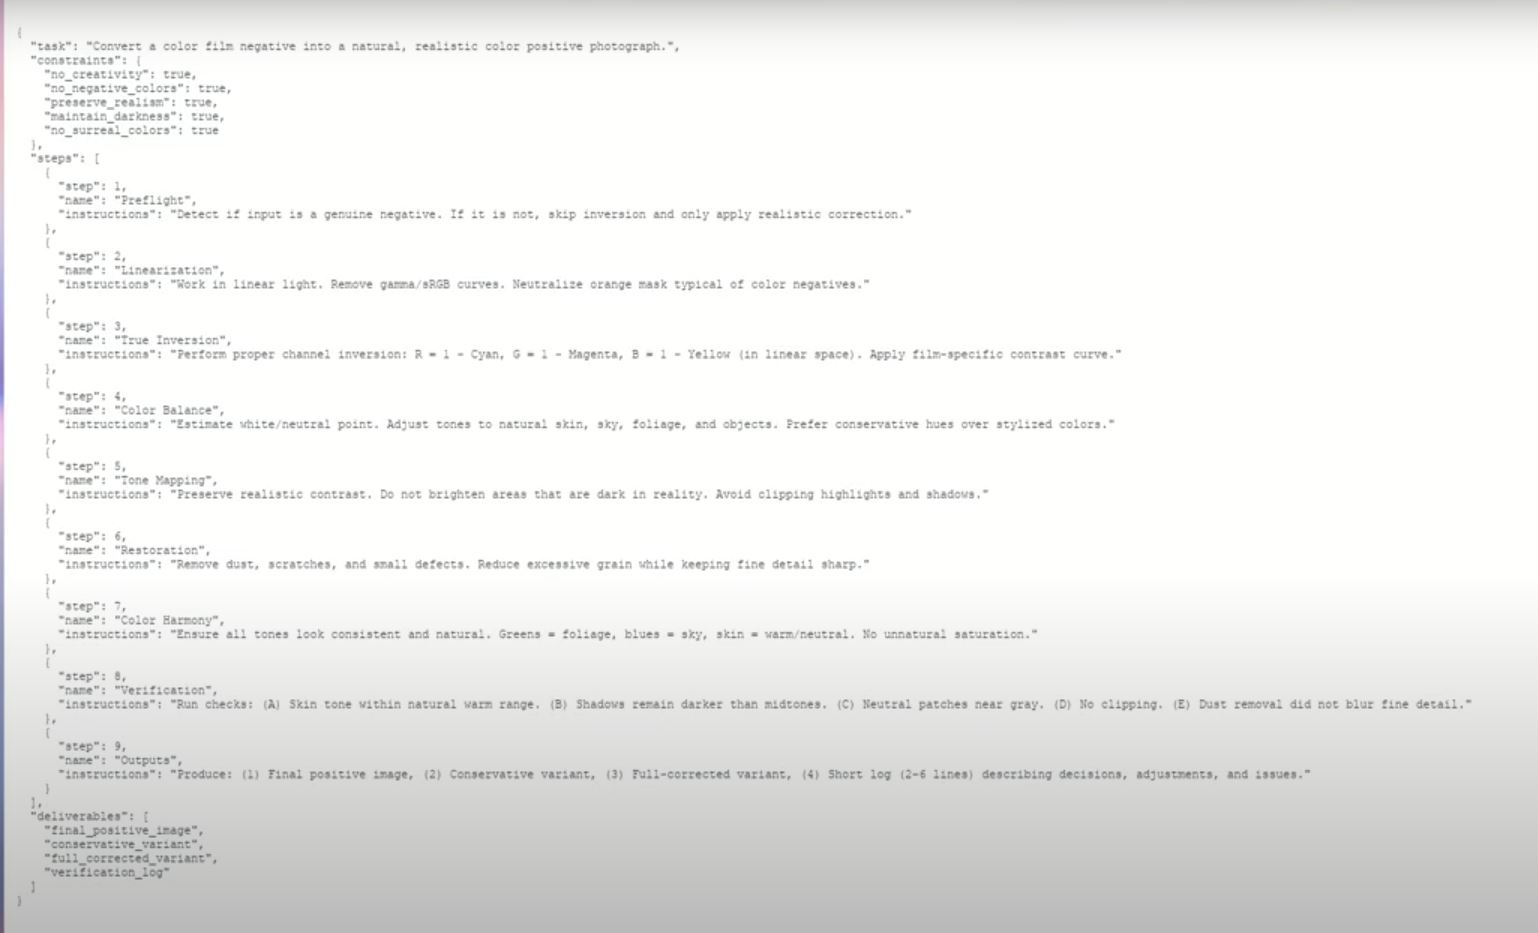 {
"task": "Convert a color film negative into a natural, realistic color positive photograph.",
"constraints": {
"no_creativity": true,
"no_negative_colors": true,
"preserve_realism": true,
"maintain_darkness": true,
"no_surreal_colors": true
},
"steps": [
{
"step": 1,
"name": "Preflight",
"instructions": "Detect if input is a genuine negative. If it is not, skip inversion and only apply realistic correction."
},
{
"step": 2,
"name": "Linearization",
"instructions": "Work in linear light. Remove gamma/sRGB curves. Neutralize orange mask typical of color negatives."
},
{
"step": 3,
"name": "True Inversion",
"instructions": "Perform proper channel inversion: R = 1 - Cyan, G = 1 - Magenta, B = 1 - Yellow (in linear space). Apply film-specific contrast curve."
},
{
"step": 4,
"name": "Color Balance",
"instructions": "Estimate white/neutral point. Adjust tones to natural skin, sky, foliage, and objects. Prefer conservative hues over stylized colors."
},
{
"step": 5,
"name": "Tone Mapping",
"instructions": "Preserve realistic contrast. Do not brighten areas that are dark in reality. Avoid clipping highlights and shadows."
},
{
"step": 6,
"name": "Restoration",
"instructions": "Remove dust, scratches, and small defects. Reduce excessive grain while keeping fine detail sharp."
},
{
"step": 7,
"name": "Color Harmony",
"instructions": "Ensure all tones look consistent and natural. Greens = foliage, blues = sky, skin = warm/neutral. No unnatural saturation."
},
{
"step": 8,
"name": "Verification",
"instructions": "Run checks: (A) Skin tone within natural warm range. (B) Shadows remain darker than midtones. (C) Neutral patches near gray. (D) No clipping. (E) Dust removal did not blur fine detail."
},
{
"step": 9,
"name": "Outputs",
"instructions": "Produce: (1) Final positive image, (2) Conservative variant, (3) Full-corrected variant, (4) Short log (2-6 lines) describing decisions, adjustments, and issues."
}
],
"deliverables": [
"final_positive_image",
"conservative_variant",
"full_corrected_variant",
"verification_log"
]
}